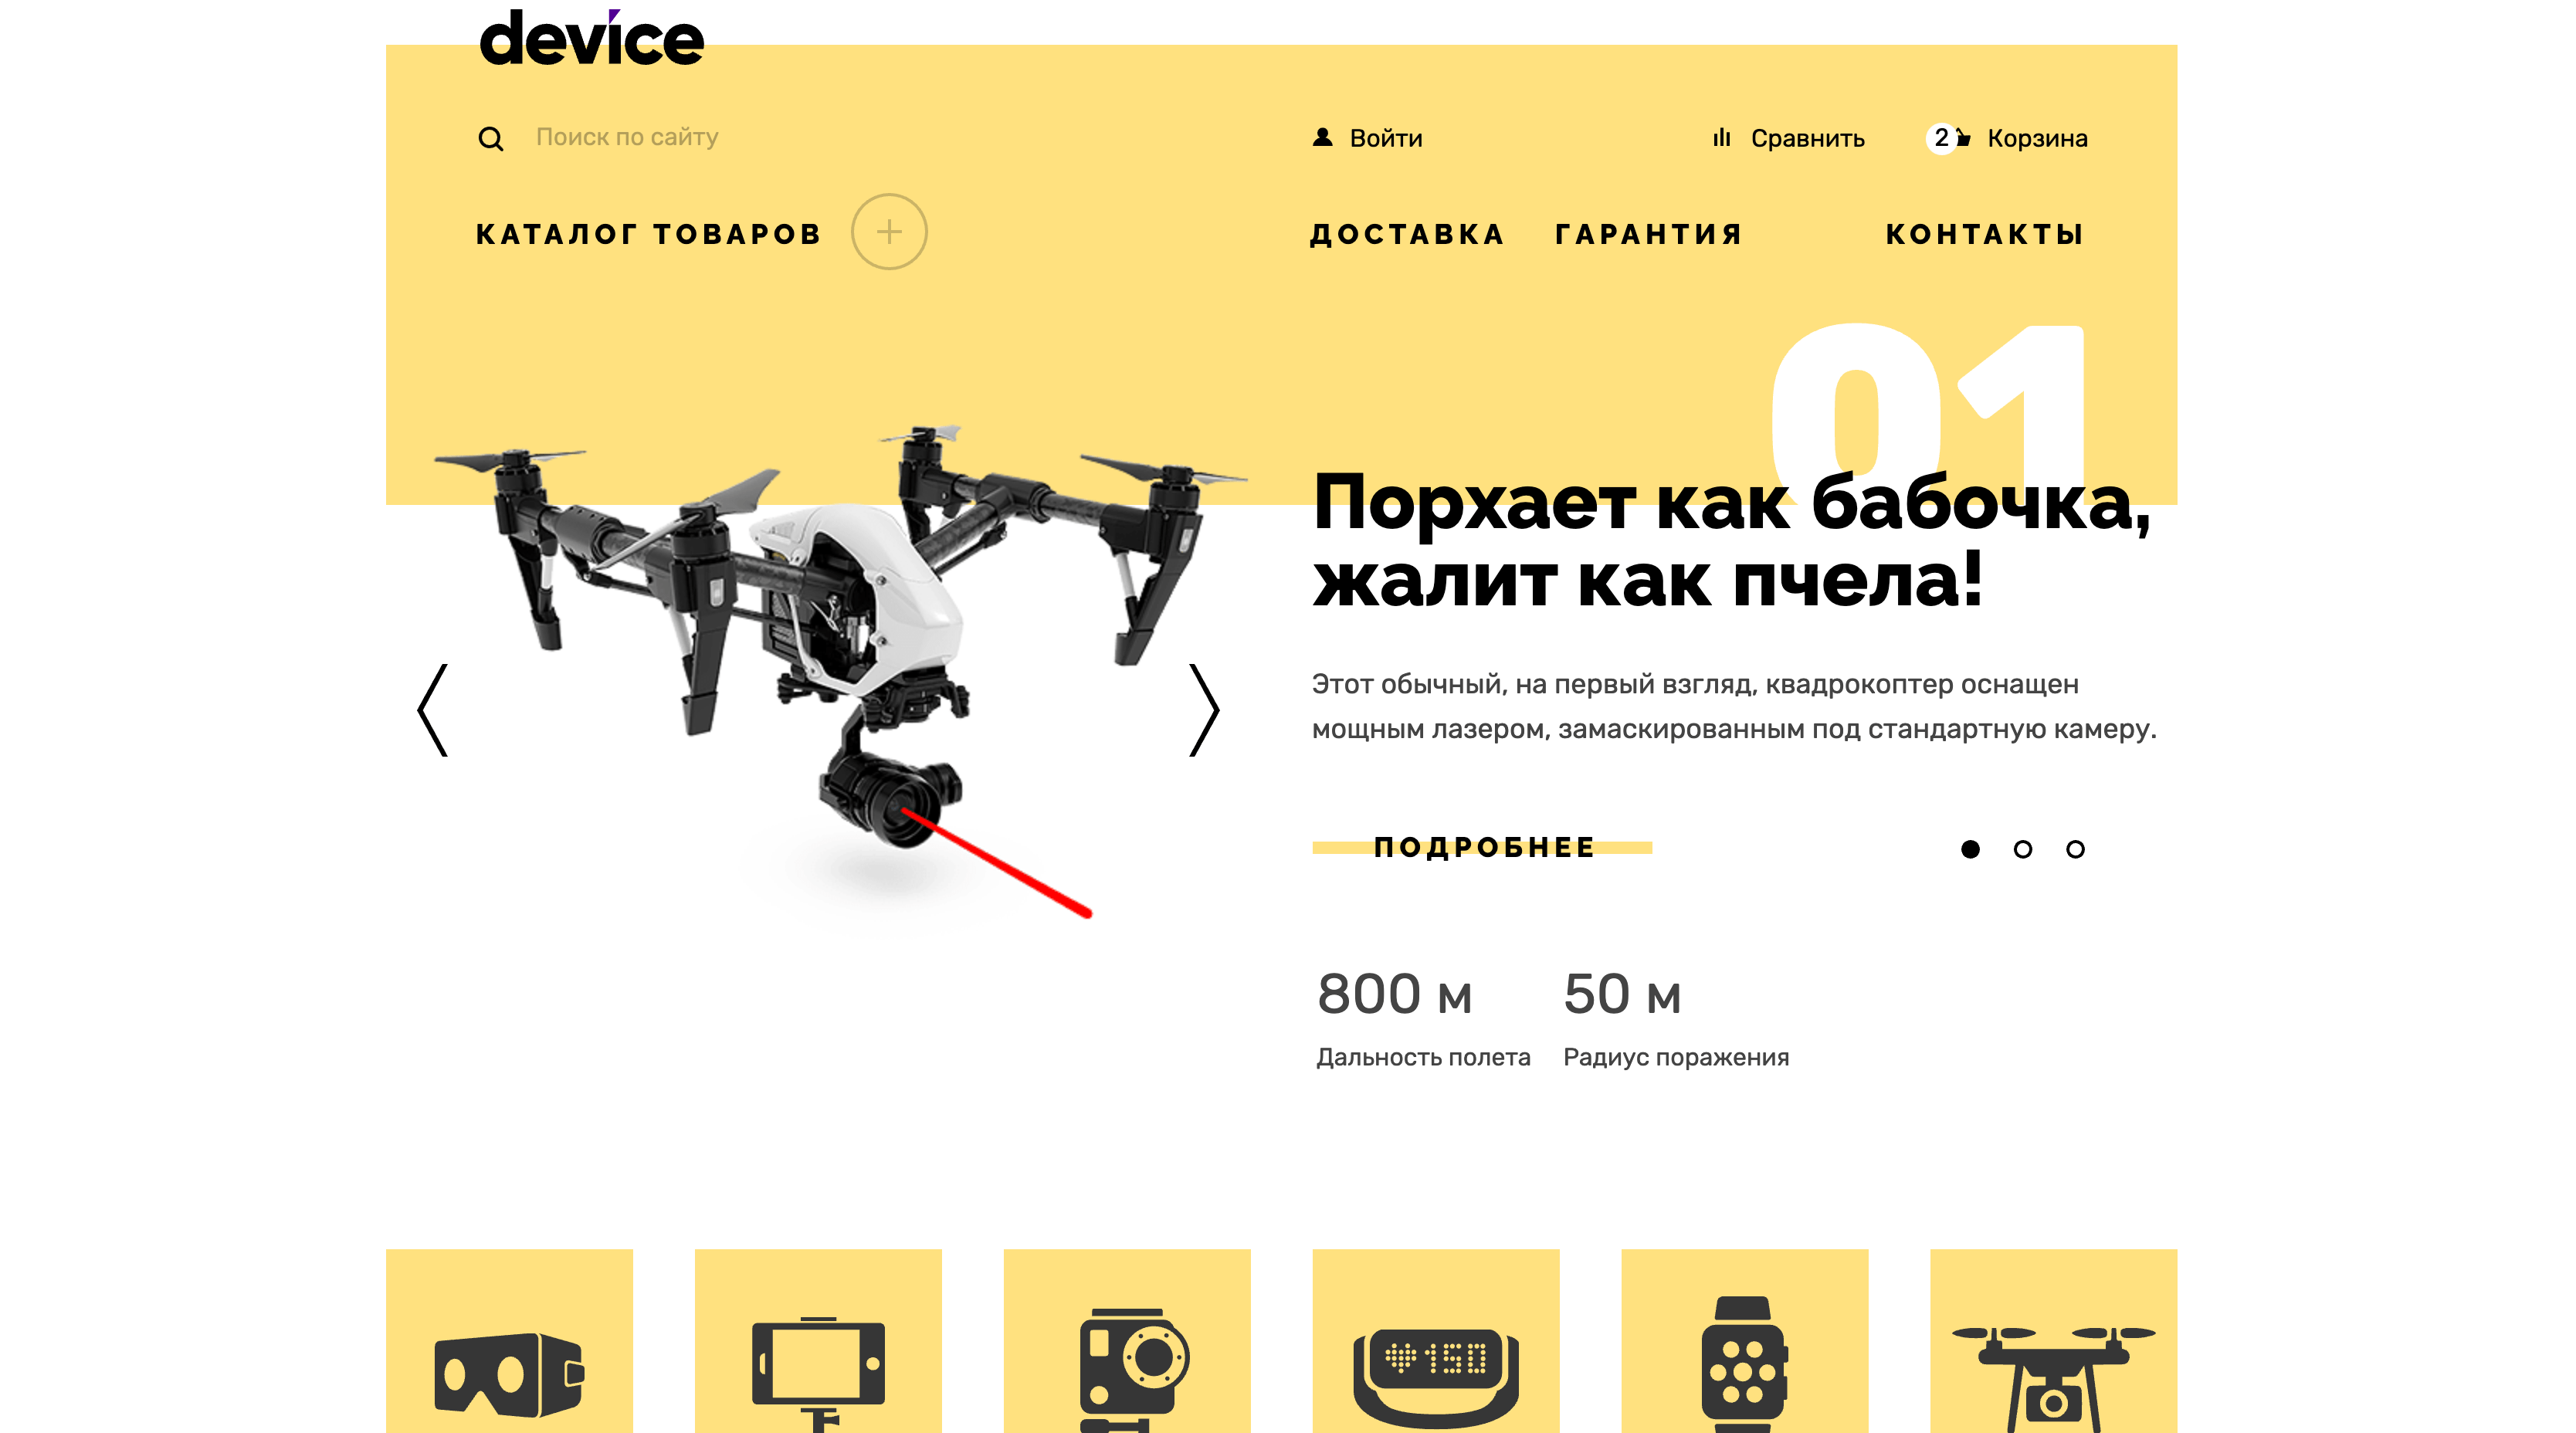 device
Поиск по сайту
Войти
Сравнить
2
Корзина
КАТАЛОГ ТОВАРОВ
ДОСТАВКА
ГАРАНТИЯ
КОНТАКТЫ
01
Порхает как бабочка,
жалит как пчела!
Этот обычный, на первый взгляд, квадрокоптер оснащен
мощным лазером, замаскированным под стандартную камеру.
ПОДРОБНЕЕ
800 м
50 м
Дальность полета
Радиус поражения
150